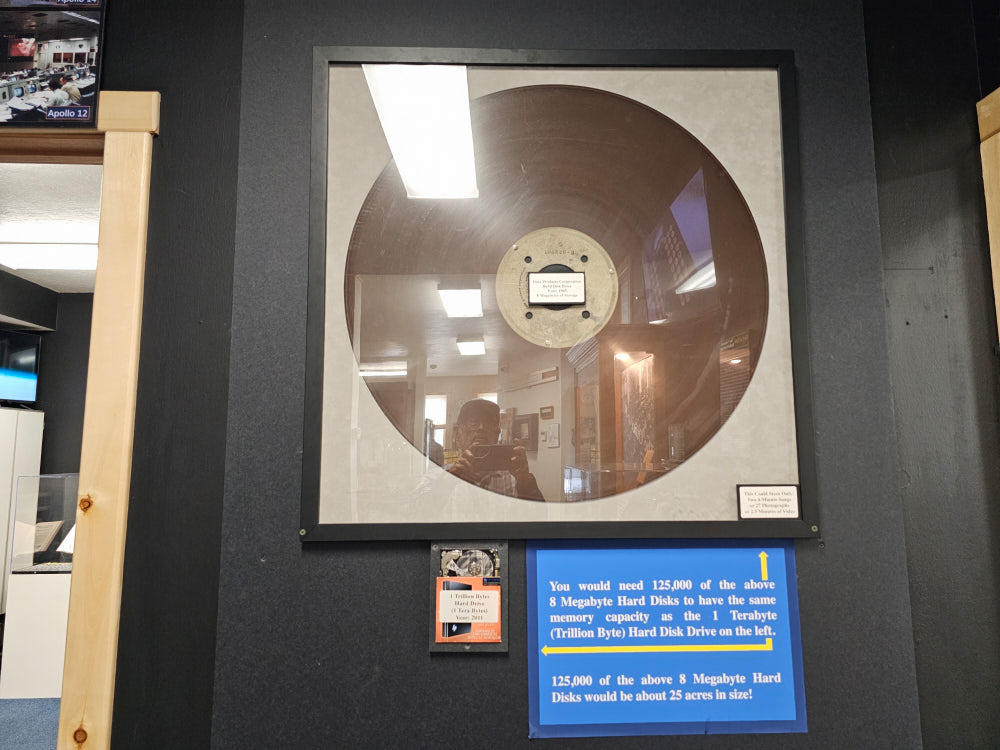 Apollo 14
Apollo 12
Data Products Corporation
Hard Disk Drive
Year: 1965
8 Megabytes of Storage
This Could Store Only:
Two 4-Minute Songs
or 27 Photographs
or 2.5 Minutes of Video
1 Trillion Bytes
Hard Drive
(1 Tera Bytes)
Year: 2011
You would need 125,000 of the above
8 Megabyte Hard Disks to have the same
memory capacity as the 1 Terabyte
(Trillion Byte) Hard Disk Drive on the left.
125,000 of the above 8 Megabyte Hard
Disks would be about 25 acres in size!